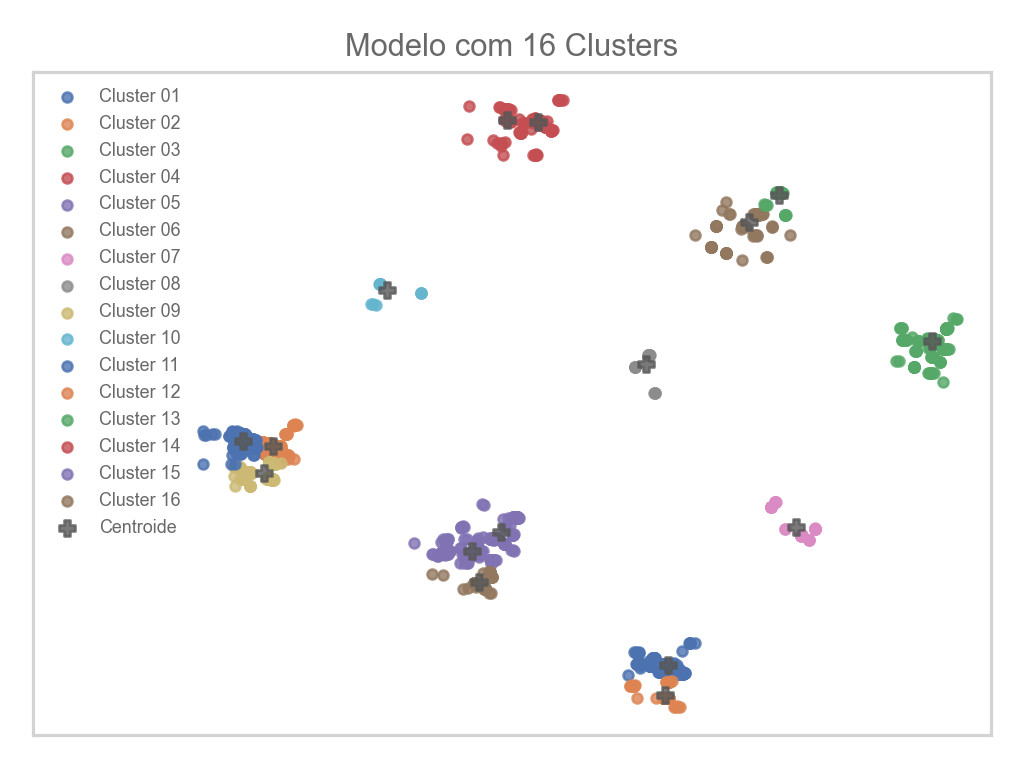 Modelo com 16 Clusters
Cluster 01
Cluster 02
Cluster 03
Cluster 04
Cluster 05
Cluster 06
Cluster 07
Cluster 08
Cluster 09
Cluster 10
Cluster 11
Cluster 12
Cluster 13
Cluster 14
Cluster 15
Cluster 16
Centroide